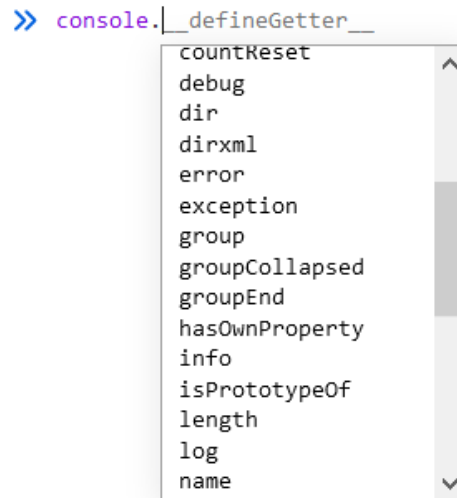 >> console.__defineGetter__
countReset
debug
dir
dirxml
error
exception
group
groupCollapsed
groupEnd
hasOwnProperty
info
isPrototypeOf
length
log
name